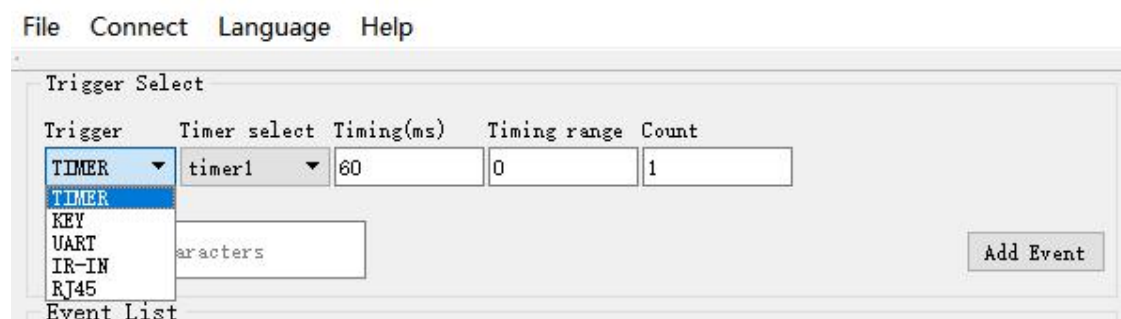 File Connect Language Help
Trigger Select
Trigger Timer select Timing(ms) Timing range Count
TIMER timer1 60 0 1
TIMER
KEY
UART
aracters
Add Event
IR-IN
RJ45
Event List